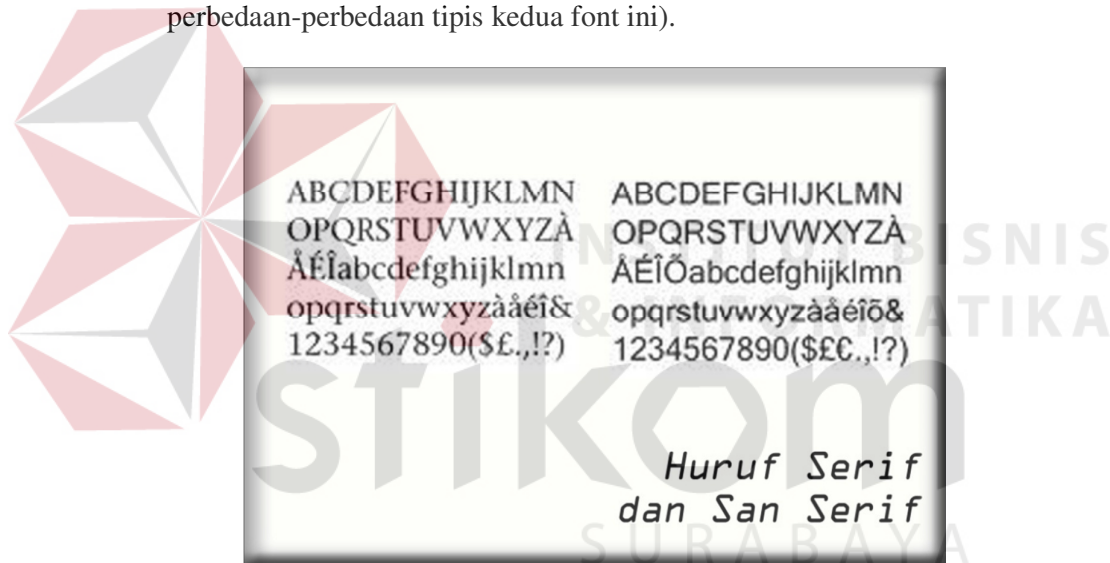 perbedaan-perbedaan tipis kedua font ini).
ABCDEFGHIJKLMN
OPQRSTUVWXYZÀ
ÅÉÎabcdefghijklmn
opqrstuvwxyzàåéî&
1234567890($£.,!?)
ABCDEFGHIJKLMN
OPQRSTUVWXYZÀ
ÅÉÎÕabcdefghijklmn
opqrstuvwxyzàåéîõ&
1234567890($£€.,!?)
Huruf Serif
dan San Serif
INSTITUT BISNIS
& INFORMATIKA
stikom
SURABAYA